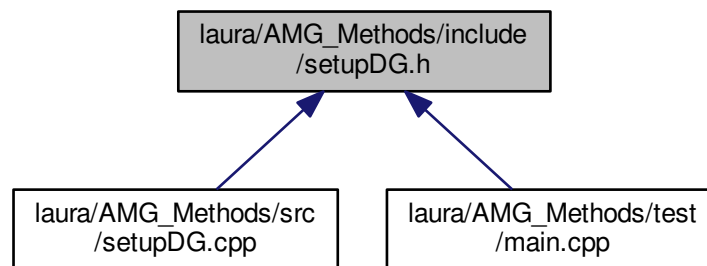 laura/AMG_Methods/include
/setupDG.h
laura/AMG_Methods/src
/setupDG.cpp
laura/AMG_Methods/test
/main.cpp